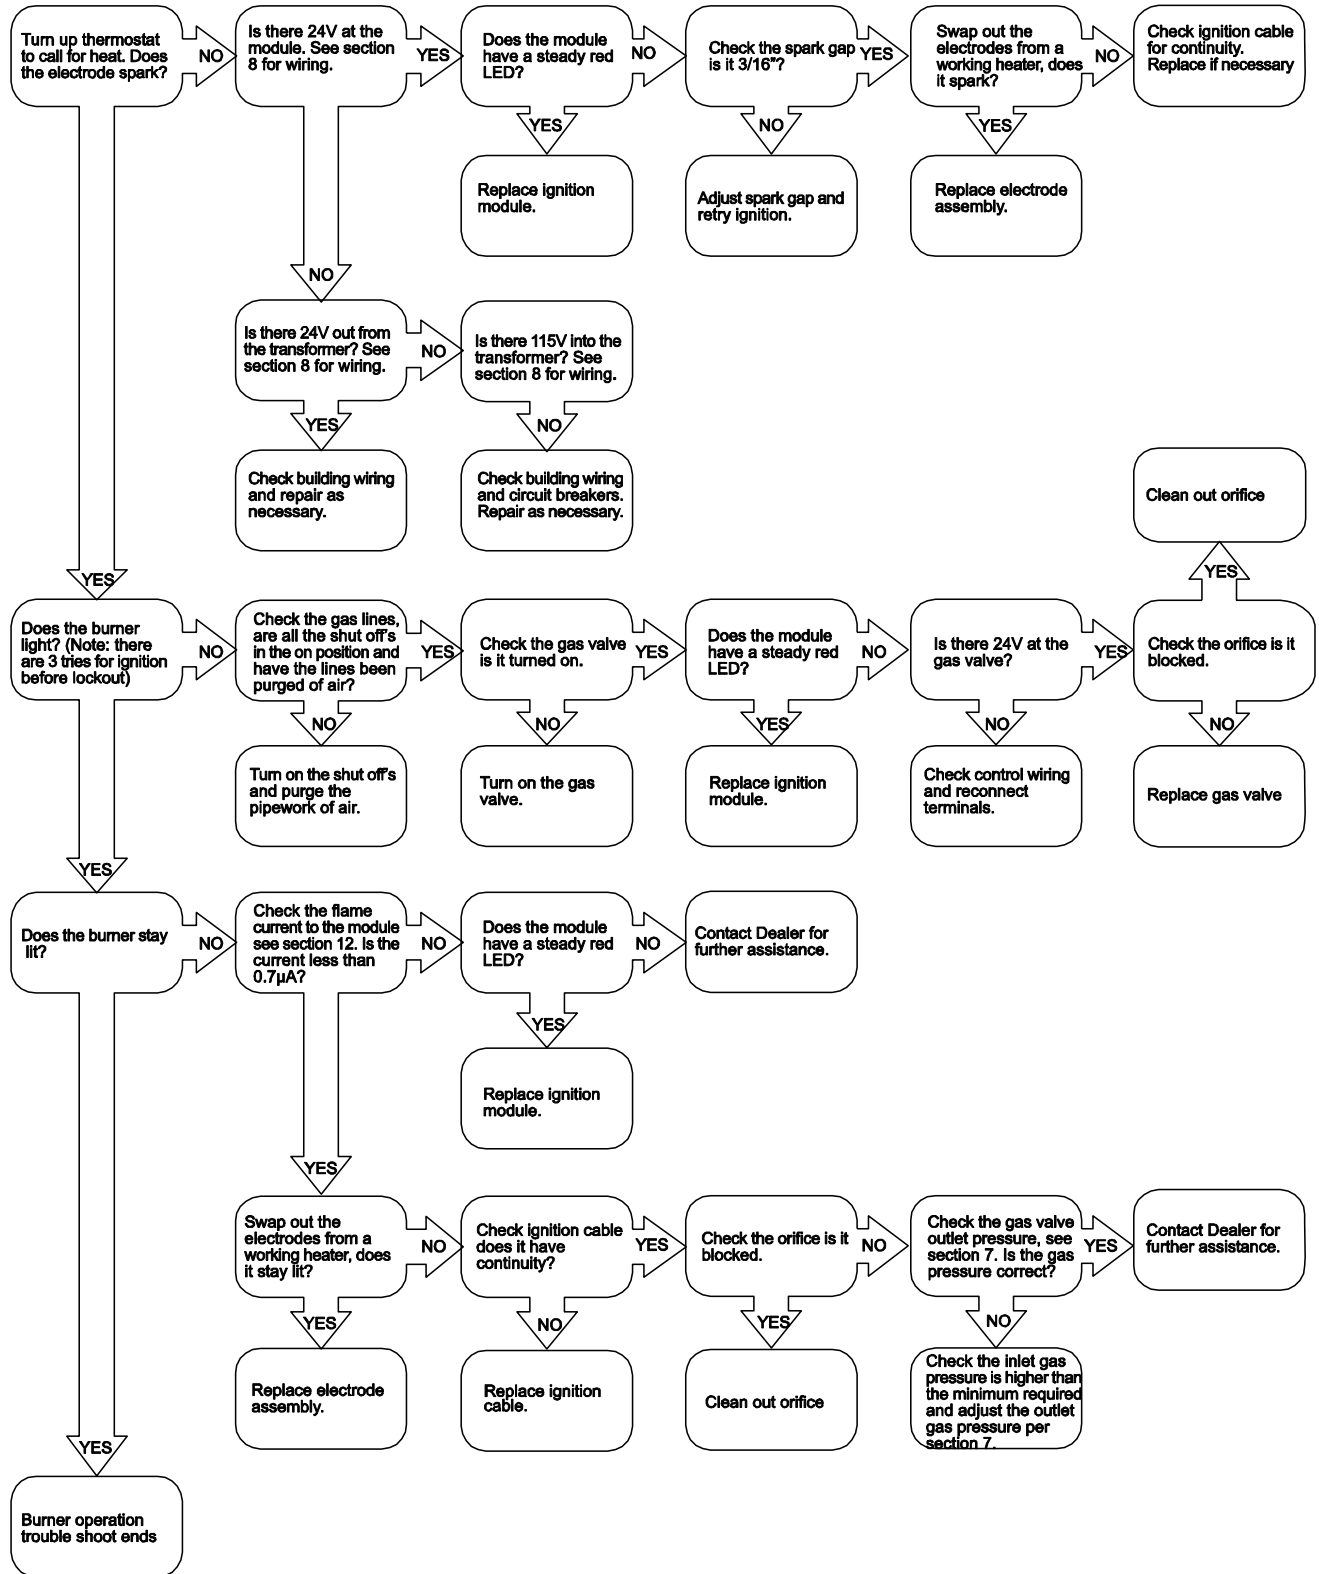 Turn up thermostat
to call for heat. Does
the electrode spark?
NO
Is there 24V at the
module. See section
8 for wiring.
YES
Does the module
have a steady red
LED?
NO
Check the spark gap
is it 3/16”?
YES
Swap out the
electrodes from a
working heater, does
it spark?
NO
Check ignition cable
for continuity.
Replace if necessary
YES
NO
YES
Replace ignition
module.
Adjust spark gap and
retry ignition.
Replace electrode
assembly.
NO
Is there 24V out from
the transformer? See
section 8 for wiring.
NO
Is there 115V into the
transformer? See
section 8 for wiring.
YES
NO
Check building wiring
and repair as
necessary.
Check building wiring
and circuit breakers.
Repair as necessary.
Clean out orifice
YES
YES
Does the burner
light? (Note: there
are 3 tries for ignition
before lockout)
NO
Check the gas lines,
are all the shut off's
in the on position and
have the lines been
purged of air?
YES
Check the gas valve
is it turned on.
YES
Does the module
have a steady red
LED?
NO
Is there 24V at the
gas valve?
YES
Check the orifice is it
blocked.
NO
NO
YES
NO
NO
Turn on the shut off's
and purge the
pipework of air.
Turn on the gas
valve.
Replace ignition
module.
Check control wiring
and reconnect
terminals.
Replace gas valve
YES
Does the burner stay
lit?
NO
Check the flame
current to the module
see section 12. Is the
current less than
0.7µA?
NO
Does the module
have a steady red
LED?
NO
Contact Dealer for
further assistance.
YES
Replace ignition
module.
YES
Swap out the
electrodes from a
working heater, does
it stay lit?
NO
Check ignition cable
does it have
continuity?
YES
Check the orifice is it
blocked.
NO
Check the gas valve
outlet pressure, see
section 7. Is the gas
pressure correct?
YES
Contact Dealer for
further assistance.
YES
NO
YES
NO
Replace electrode
assembly.
Replace ignition
cable.
Clean out orifice
Check the inlet gas
pressure is higher than
the minimum required
and adjust the outlet
gas pressure per
section 7.
YES
Burner operation
trouble shoot ends